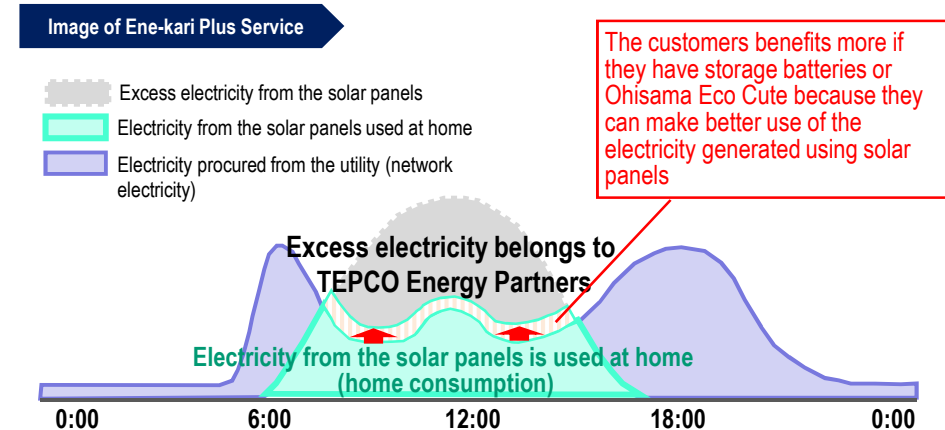 Image of Ene-kari Plus Service
The customers benefits more if
they have storage batteries or
Ohisama Eco Cute because they
can make better use of the
electricity generated using solar
panels
Excess electricity from the solar panels
Electricity from the solar panels used at home
Electricity procured from the utility (network
electricity)
Excess electricity belongs to
TEPCO Energy Partners
Electricity from the solar panels is used at home
(home consumption)
0:00 6:00 12:00 18:00 0:00